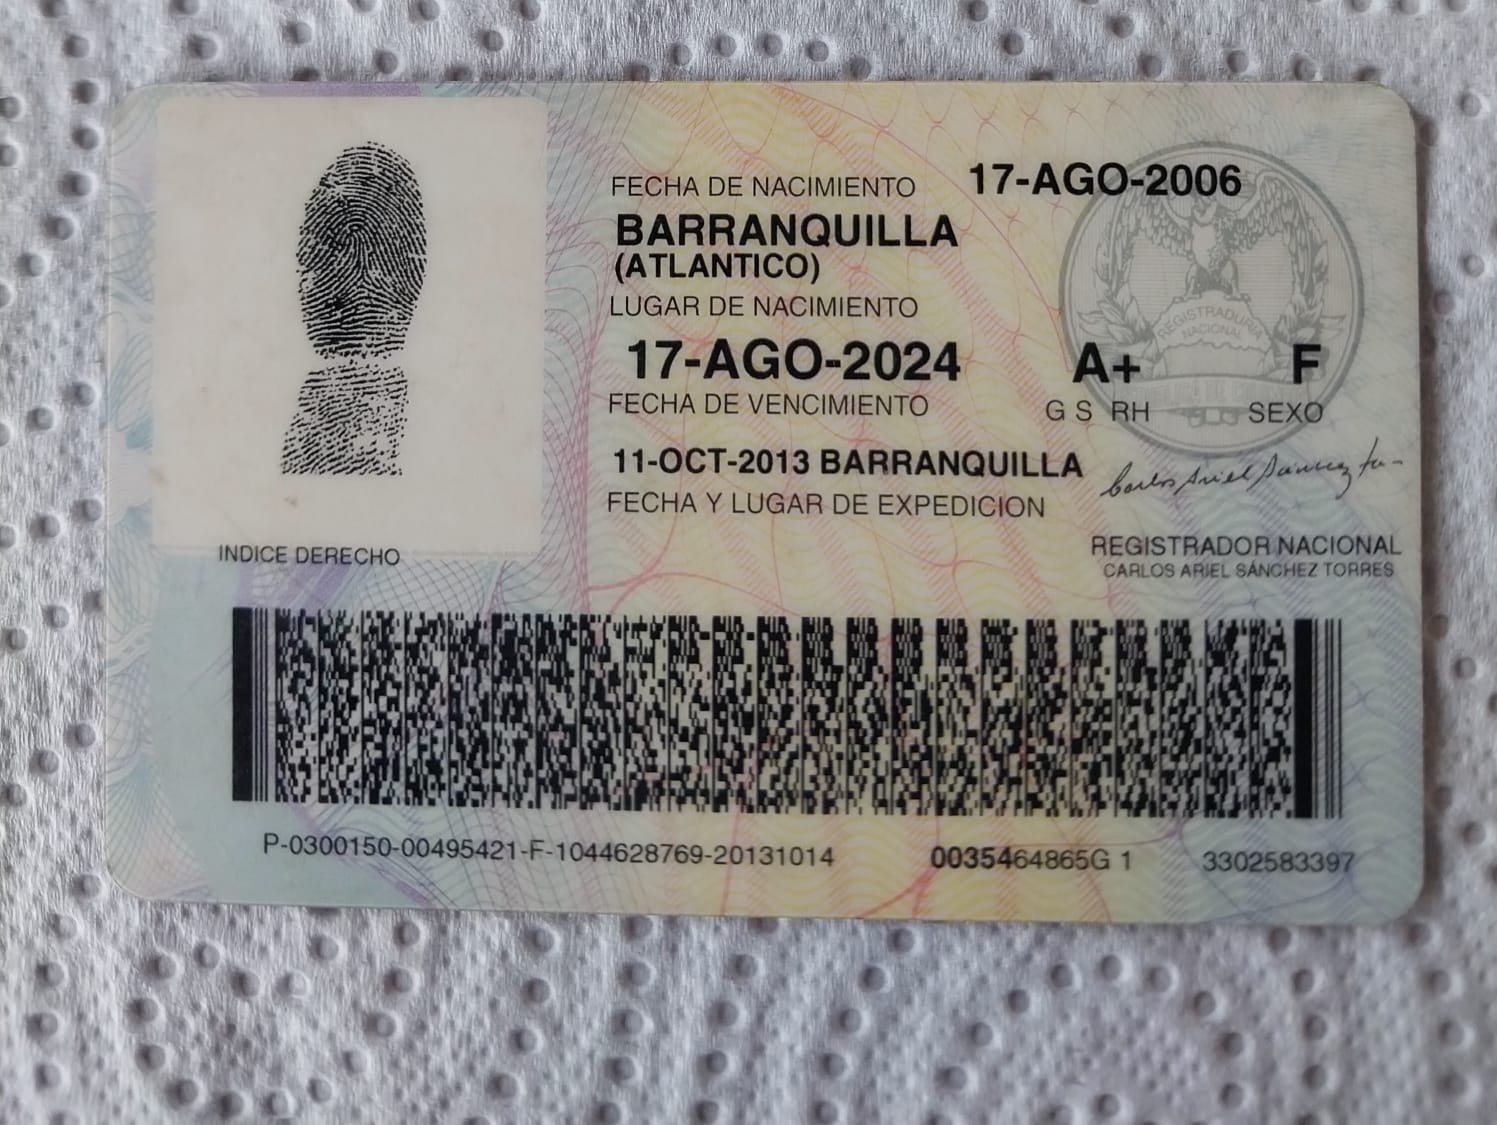 FECHA DE NACIMIENTO 17-AGO-2006
BARRANQUILLA
(ATLANTICO)
LUGAR DE NACIMIENTO
17-AGO-2024 A+ F
FECHA DE VENCIMIENTO G S RH SEXO
11-OCT-2013 BARRANQUILLA
FECHA Y LUGAR DE EXPEDICION
REGISTRADURIA
NACIONAL
Carlos Ariel Sánchez
INDICE DERECHO
REGISTRADOR NACIONAL
CARLOS ARIEL SÁNCHEZ TORRES
P-0300150-00495421-F-1044628769-20131014 0035464865G 1 3302583397